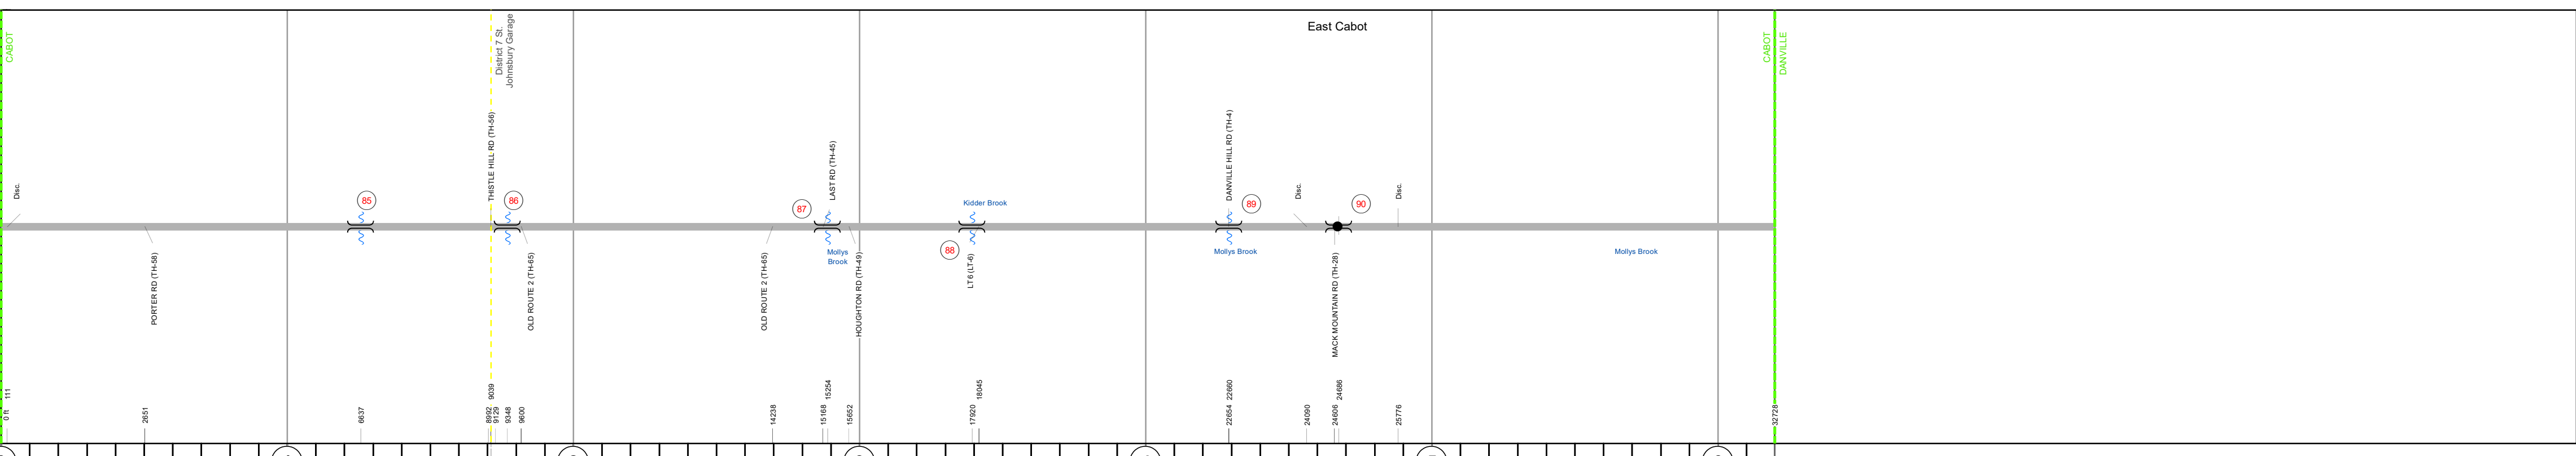 East Cabot
CABOT
District 7 St.
Johnsbury Garage
CABOT
DANVILLE
Disc.
THISTLE HILL RD (TH-56)
LAST RD (TH-45)
DANVILLE HILL RD (TH-4)
Disc.
Disc.
85
86
87
Kidder Brook
89
90
88
Mollys
Brook
Mollys Brook
Mollys Brook
PORTER RD (TH-58)
OLD ROUTE 2 (TH-65)
OLD ROUTE 2 (TH-65)
HOUGHTON RD (TH-49)
LT 6 (LT-6)
MACK MOUNTAIN RD (TH-28)
0 ft
111
2651
6637
8992
9039
9129
9348
9600
14238
15168
15254
15652
17920
18045
22654
22660
24090
24606
24686
25776
32728